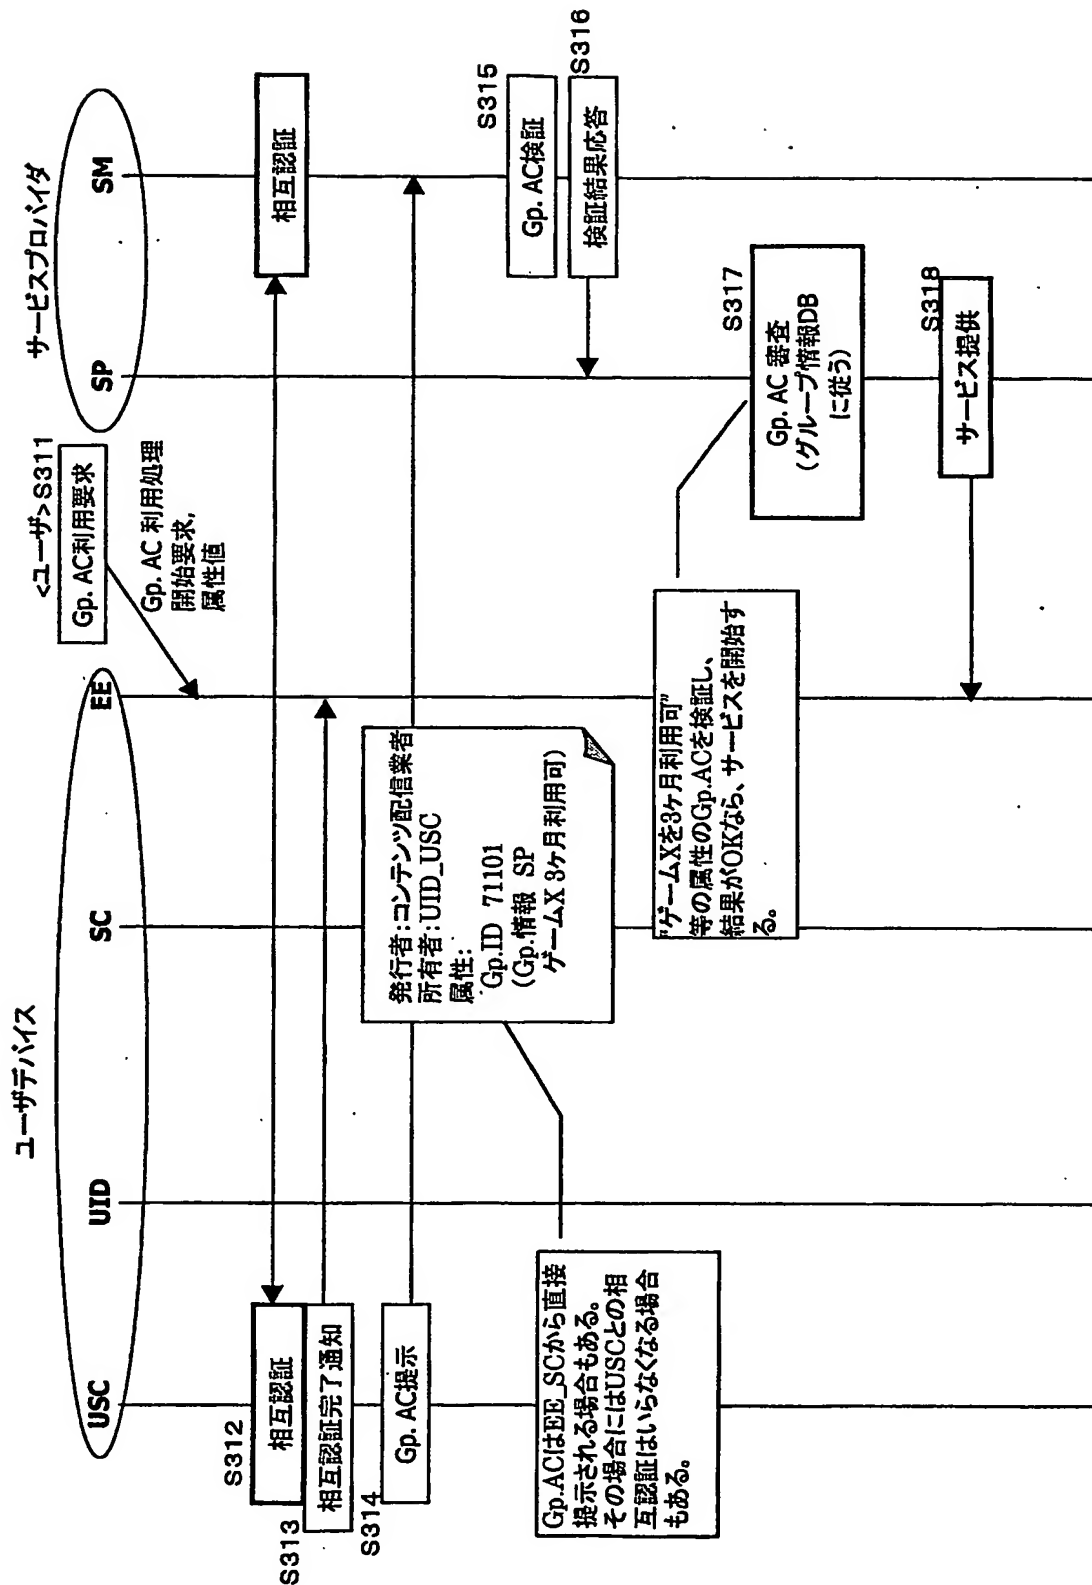 ユーザデバイス
サービスプロバイダ
USC
UID
SC
EE
SP
SM
<ユーザ>S311
Gp. AC利用要求
Gp. AC 利用処理
開始要求,
属性値
S312
相互認証
相互認証
S313
相互認証完了通知
S314
Gp. AC提示
発行者:コンテンツ配信業者
所有者:UID_USC
属性:
Gp.ID 71101
(Gp.情報 SP
ゲームX 3ヶ月利用可)
S315
Gp. AC検証
S316
検証結果応答
Gp.ACはEE_SCから直接
提示される場合もある。
その場合にはUSCとの相
互認証はいらなくなる場合
もある。
"ゲームXを3ヶ月利用可"
等の属性のGp.ACを検証し、
結果がOKなら、サービスを開始す
る。
S317
Gp. AC 審査
(グループ情報DB
に従う)
S318
サービス提供